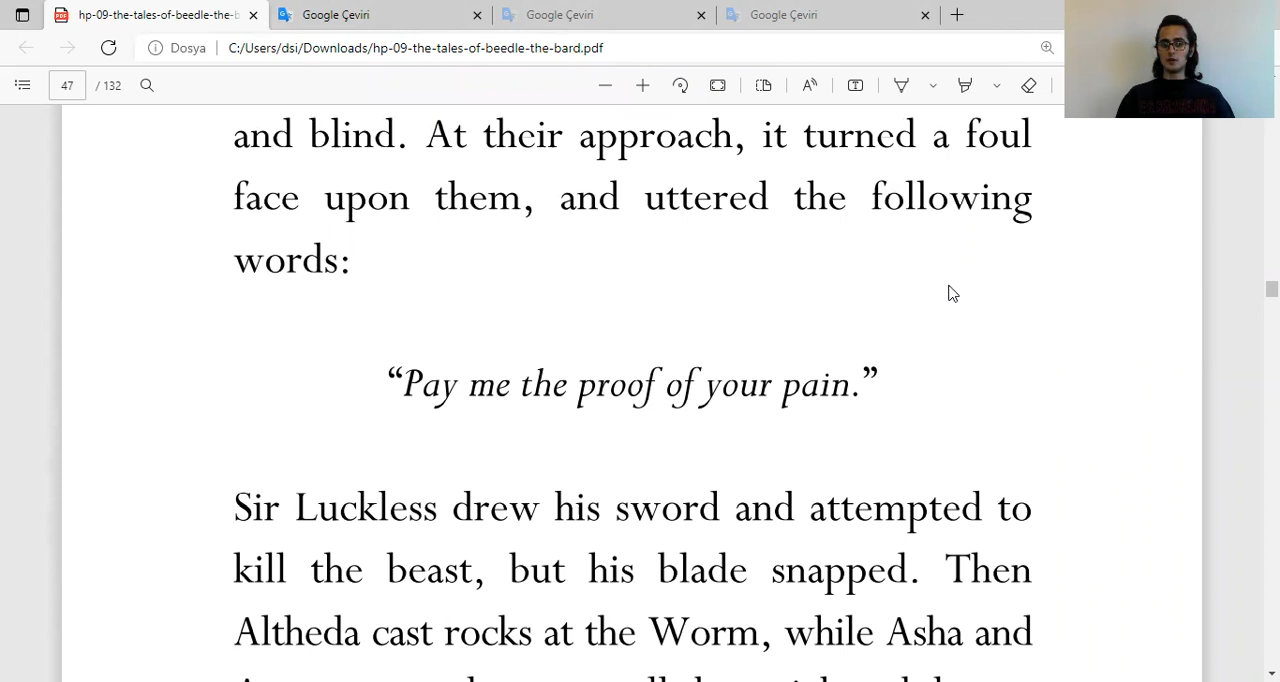 hp-09-the-tales-of-beedle-the-b
Google Çeviri
Google Çeviri
Google Çeviri
Dosya
C:/Users/dsi/Downloads/hp-09-the-tales-of-beedle-the-bard.pdf
47 / 132
and blind. At their approach, it turned a foul
face upon them, and uttered the following
words:
“Pay me the proof of your pain.”
Sir Luckless drew his sword and attempted to
kill the beast, but his blade snapped. Then
Altheda cast rocks at the Worm, while Asha and